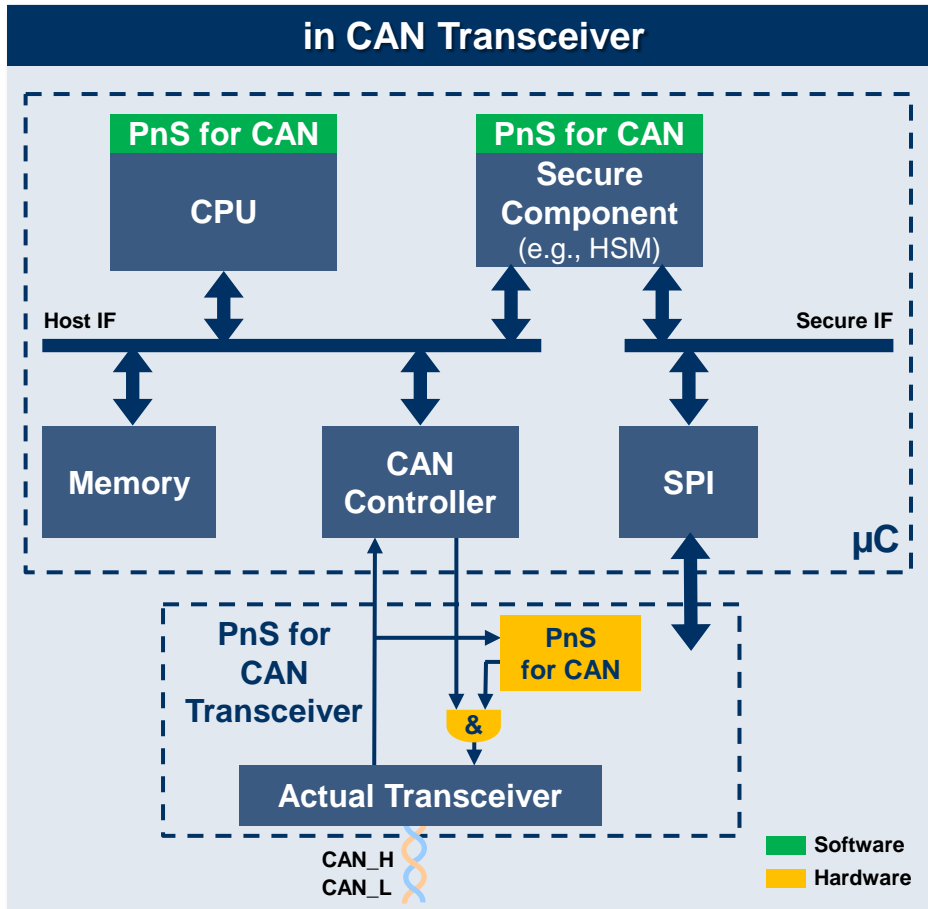 in CAN Transceiver
PnS for CAN
CPU
PnS for CAN
Secure
Component
(e.g., HSM)
Host IF
Secure IF
Memory
CAN
Controller
SPI
µC
PnS for
CAN
Transceiver
PnS
for CAN
&
Actual Transceiver
CAN_H
CAN_L
Software
Hardware